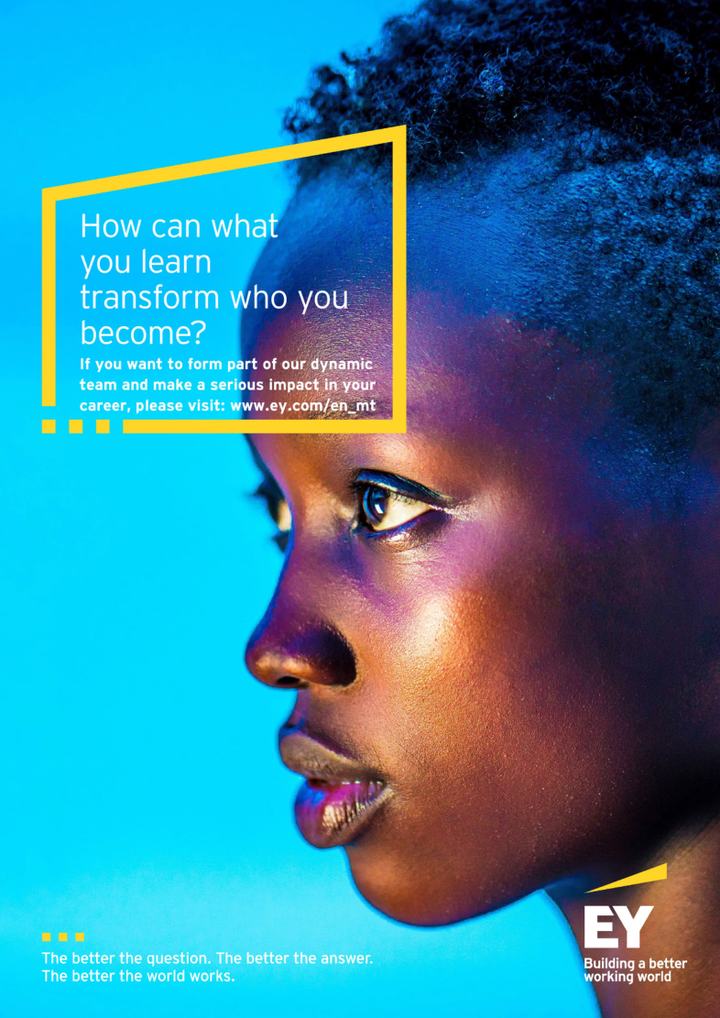 How can what
you learn
transform who you
become?
If you want to form part of our dynamic
team and make a serious impact in your
career, please visit: www.ey.com/en_mt
The better the question. The better the answer.
The better the world works.
EY
Building a better
working world